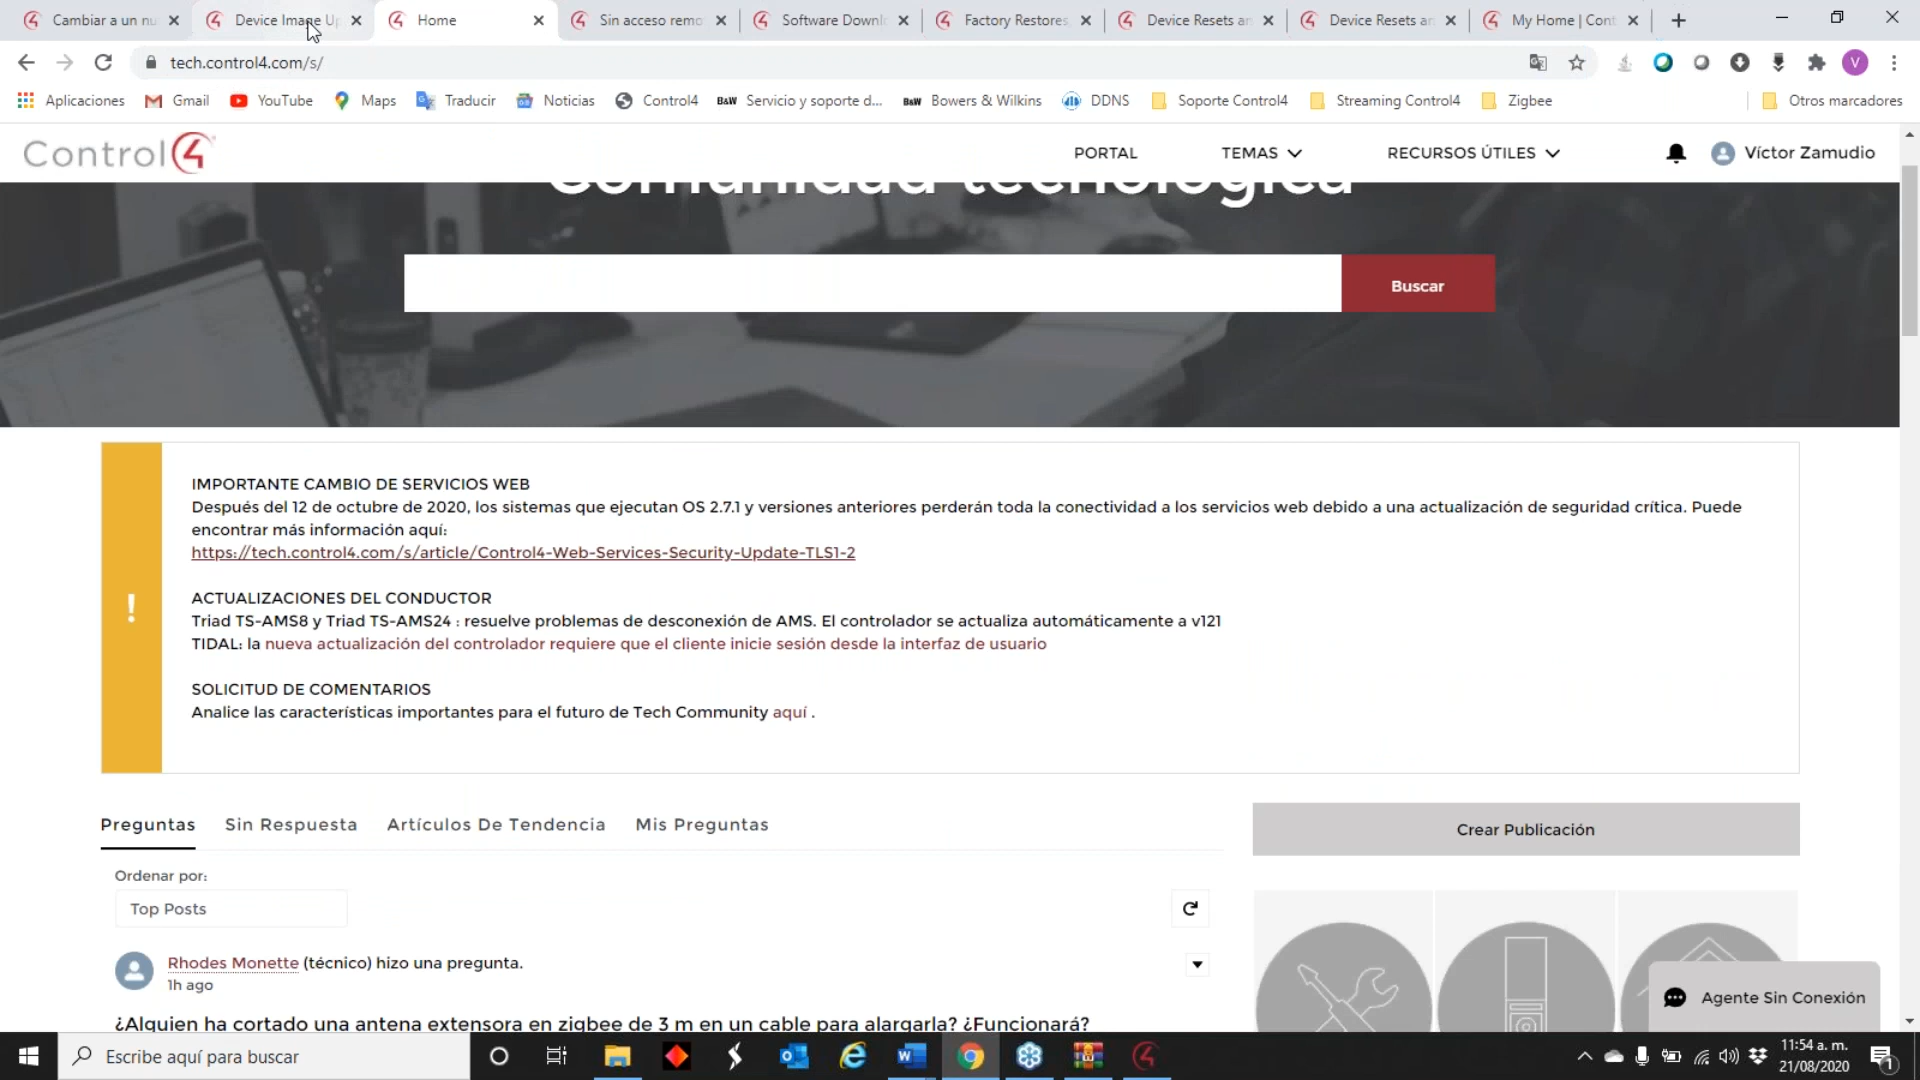 Cambiar a un nu
Device Image Up
Home
Sin acceso remo
Software Downl
Factory Restores
Device Resets an
Device Resets an
My Home | Cont
tech.control4.com/s/
V
Aplicaciones
Gmail
YouTube
Maps
Traducir
Noticias
Control4
B&W Servicio y soporte d...
B&W Bowers & Wilkins
DDNS
Soporte Control4
Streaming Control4
Zigbee
Otros marcadores
Control4
PORTAL
TEMAS
RECURSOS ÚTILES
Víctor Zamudio
Comunidad tecnológica
Buscar
!
IMPORTANTE CAMBIO DE SERVICIOS WEB
Después del 12 de octubre de 2020, los sistemas que ejecutan OS 2.7.1 y versiones anteriores perderán toda la conectividad a los servicios web debido a una actualización de seguridad crítica. Puede
encontrar más información aquí:
https://tech.control4.com/s/article/Control4-Web-Services-Security-Update-TLS1-2
ACTUALIZACIONES DEL CONDUCTOR
Triad TS-AMS8 y Triad TS-AMS24 : resuelve problemas de desconexión de AMS. El controlador se actualiza automáticamente a v121
TIDAL: la nueva actualización del controlador requiere que el cliente inicie sesión desde la interfaz de usuario
SOLICITUD DE COMENTARIOS
Analice las características importantes para el futuro de Tech Community aquí .
Preguntas
Sin Respuesta
Artículos De Tendencia
Mis Preguntas
Crear Publicación
Ordenar por:
Top Posts
Rhodes Monette (técnico) hizo una pregunta.
1h ago
¿Alguien ha cortado una antena extensora en zigbee de 3 m en un cable para alargarla? ¿Funcionará?
Agente Sin Conexión
Escribe aquí para buscar
11:54 a. m.
21/08/2020
1